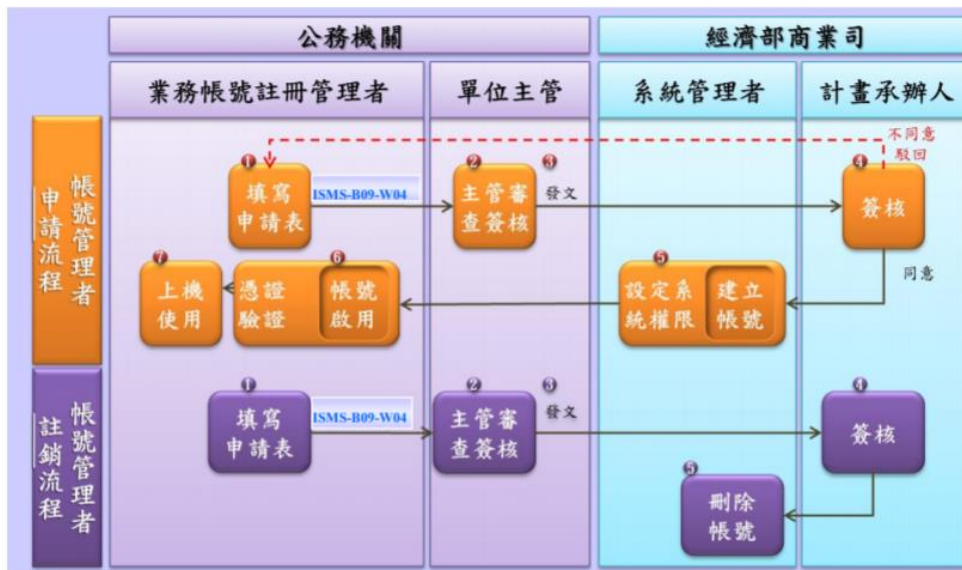 公務機關
經濟部商業司
業務帳號註冊管理者
單位主管
系統管理者
計畫承辦人
帳號管理者
申請流程
不同意
駁回
1
填寫
申請表
ISMS-B09-W04
2
主管審
查簽核
3
發文
4
簽核
同意
7
上機
使用
憑證
驗證
6
帳號
啟用
5
設定系
統權限
建立
帳號
帳號管理者
註銷流程
1
填寫
申請表
ISMS-B09-W04
2
主管審
查簽核
3
發文
4
簽核
5
刪除
帳號